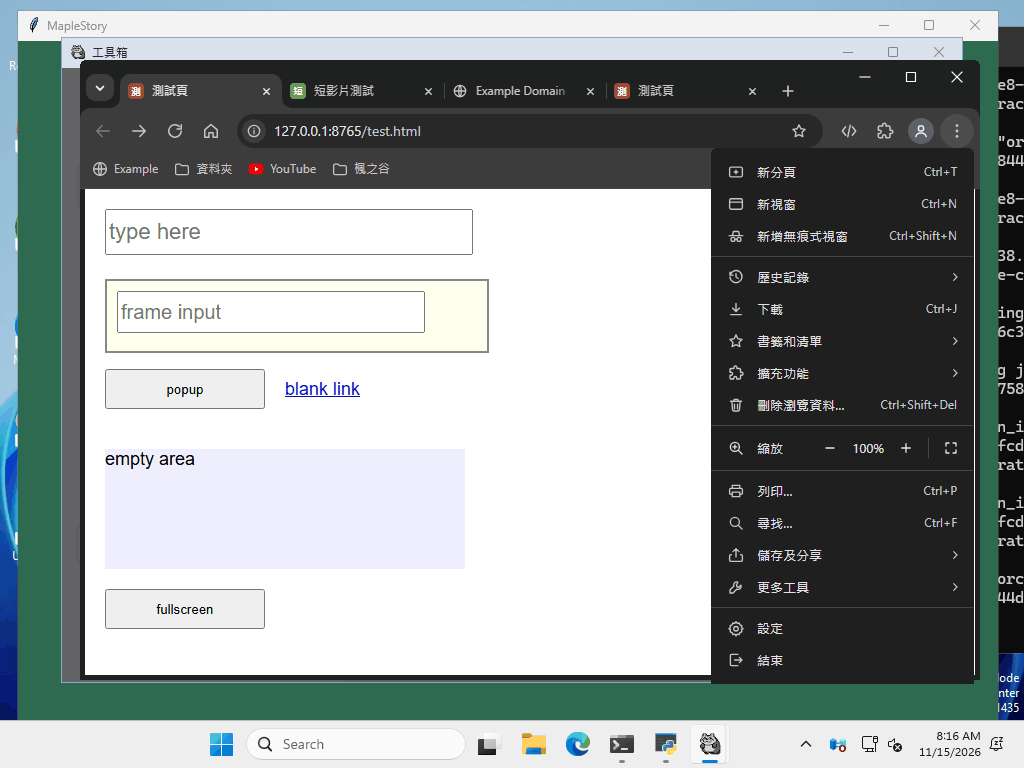 MapleStory
工具箱
測 測試頁
短 短影片測試
Example Domain
測 測試頁
127.0.0.1:8765/test.html
Example
資料夾
YouTube
楓之谷
type here
frame input
popup
blank link
empty area
fullscreen
新分頁 Ctrl+T
新視窗 Ctrl+N
新增無痕式視窗 Ctrl+Shift+N
歷史記錄
下載 Ctrl+J
書籤和清單
擴充功能
刪除瀏覽資料... Ctrl+Shift+Del
縮放 100%
列印... Ctrl+P
尋找... Ctrl+F
儲存及分享
更多工具
設定
結束
Search
8:16 AM
11/15/2026